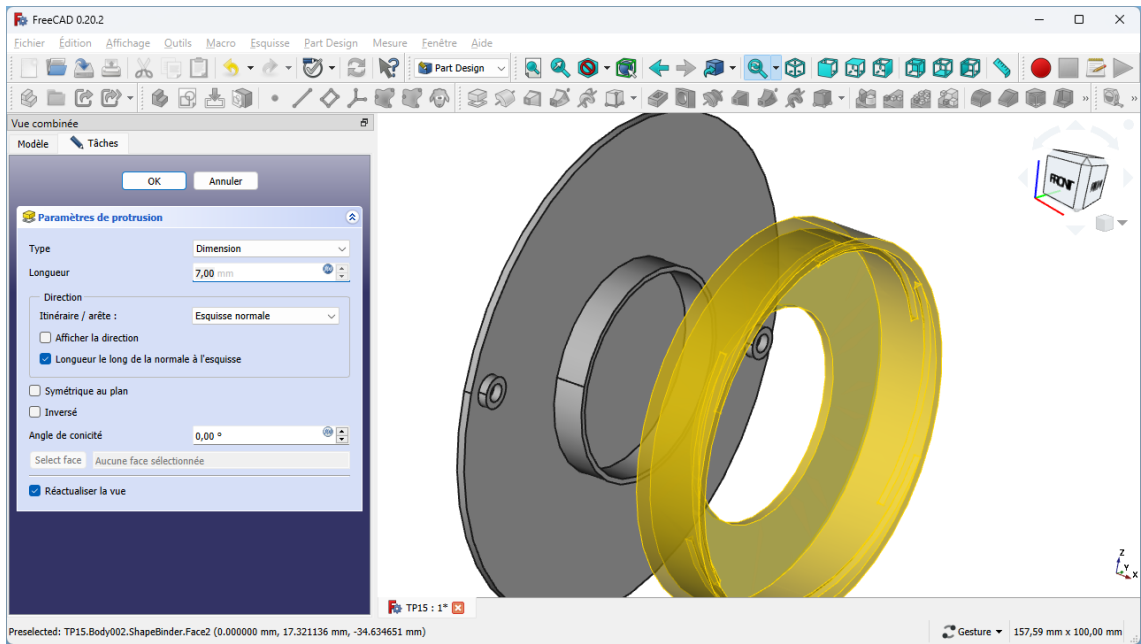 FreeCAD 0.20.2
Fichier Édition Affichage Outils Macro Esquisse Part Design Mesure Fenêtre Aide
Part Design
Vue combinée
Modèle Tâches
OK Annuler
Paramètres de protrusion
Type Dimension
Longueur 7,00 mm
Direction
Itinéraire / arête : Esquisse normale
Afficher la direction
Longueur le long de la normale à l'esquisse
Symétrique au plan
Inversé
Angle de conicité 0,00 °
Select face Aucune face sélectionnée
Réactualiser la vue
FRONT
Z
Y
X
TP15 : 1*
Preselected: TP15.Body002.ShapeBinder.Face2 (0.000000 mm, 17.321136 mm, -34.634651 mm) Gesture 157,59 mm x 100,00 mm